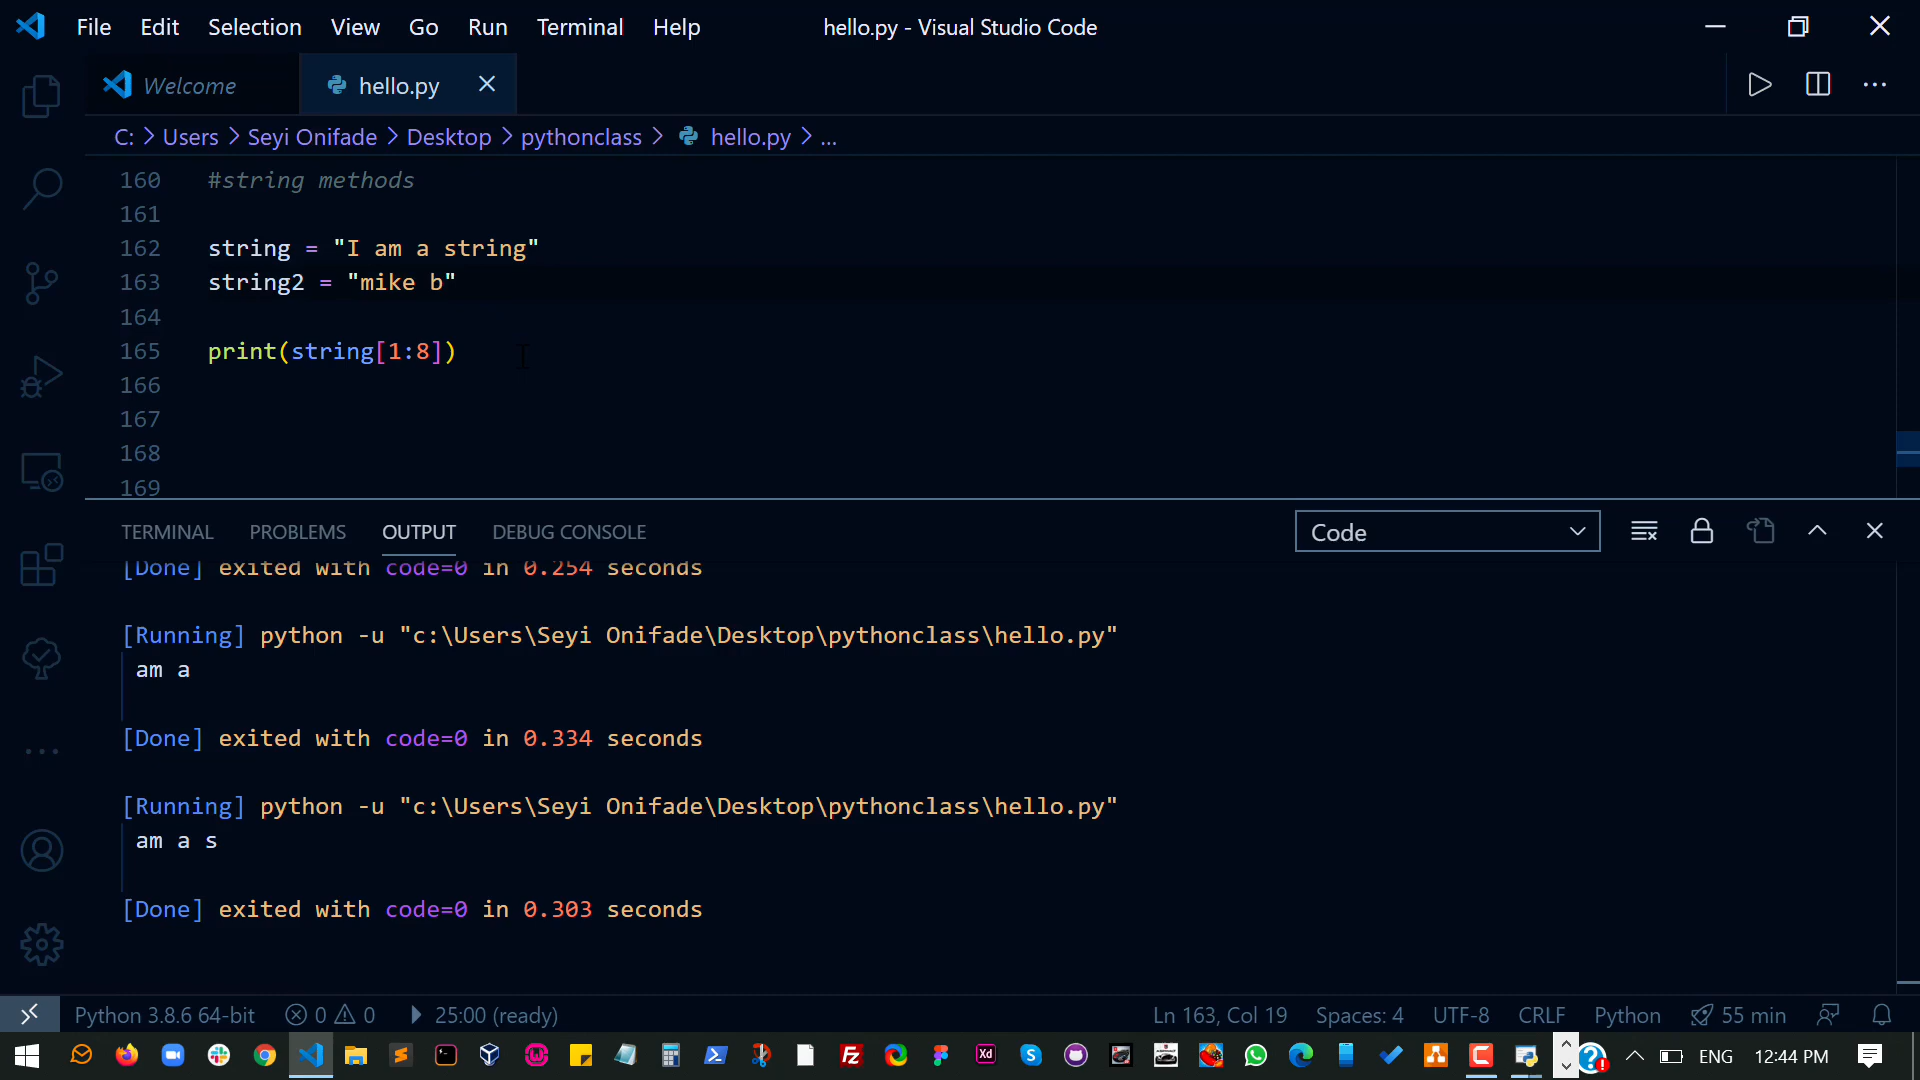 File Edit Selection View Go Run Terminal Help hello.py - Visual Studio Code
Welcome hello.py
C: > Users > Seyi Onifade > Desktop > pythonclass > hello.py > ...
160 #string methods
161
162 string = "I am a string"
163 string2 = "mike b"
164
165 print(string[1:8])
166
167
168
169
TERMINAL PROBLEMS OUTPUT DEBUG CONSOLE Code
[Done] exited with code=0 in 0.254 seconds
[Running] python -u "c:\Users\Seyi Onifade\Desktop\pythonclass\hello.py"
am a
[Done] exited with code=0 in 0.334 seconds
[Running] python -u "c:\Users\Seyi Onifade\Desktop\pythonclass\hello.py"
am a s
[Done] exited with code=0 in 0.303 seconds
Python 3.8.6 64-bit 0 0 25:00 (ready) Ln 163, Col 19 Spaces: 4 UTF-8 CRLF Python 55 min
Fz Xd ENG 12:44 PM